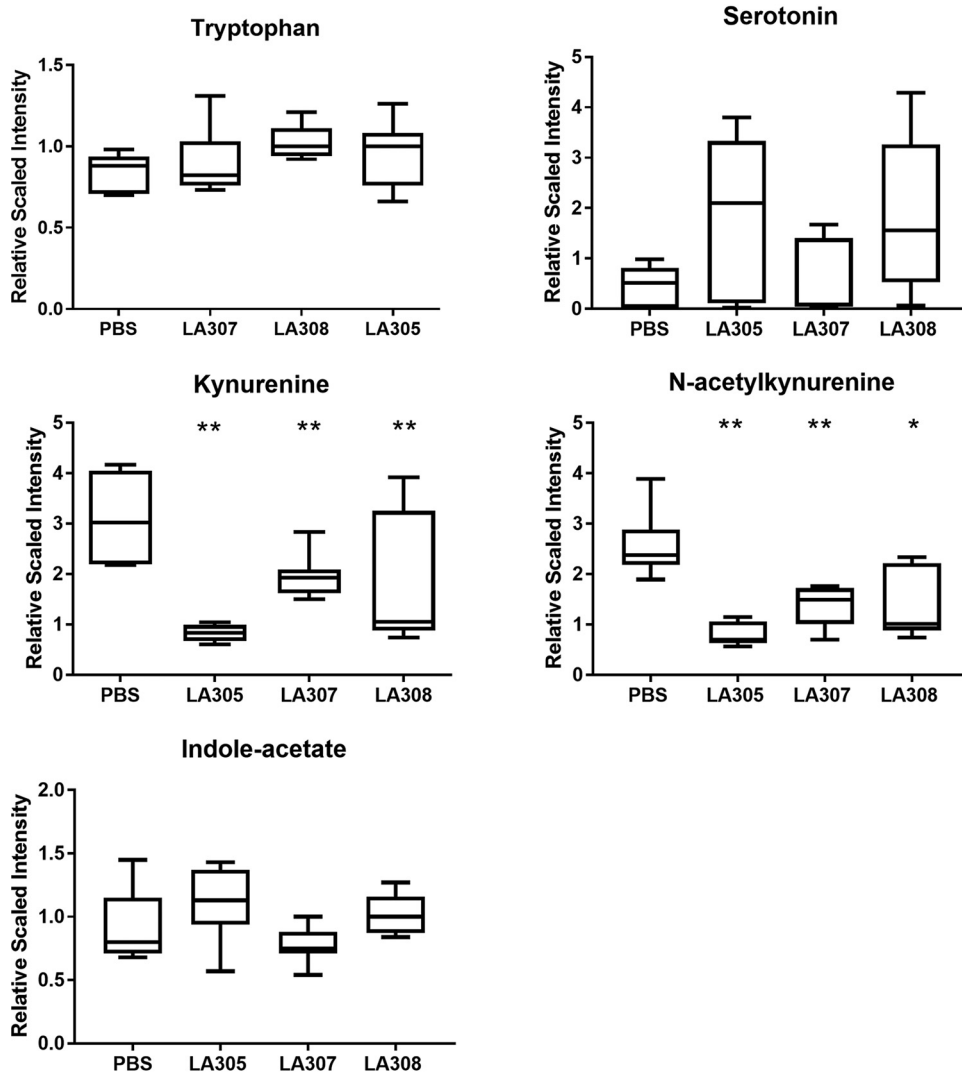 Tryptophan
Relative Scaled Intensity
1.5
1.0
0.5
0.0
PBS
LA307
LA308
LA305
Serotonin
Relative Scaled Intensity
5
4
3
2
1
0
PBS
LA305
LA307
LA308
Kynurenine
Relative Scaled Intensity
5
4
3
2
1
0
** ** **
PBS
LA305
LA307
LA308
N-acetylkynurenine
Relative Scaled Intensity
5
4
3
2
1
0
** ** *
PBS
LA305
LA307
LA308
Indole-acetate
Relative Scaled Intensity
2.0
1.5
1.0
0.5
0.0
PBS
LA305
LA307
LA308